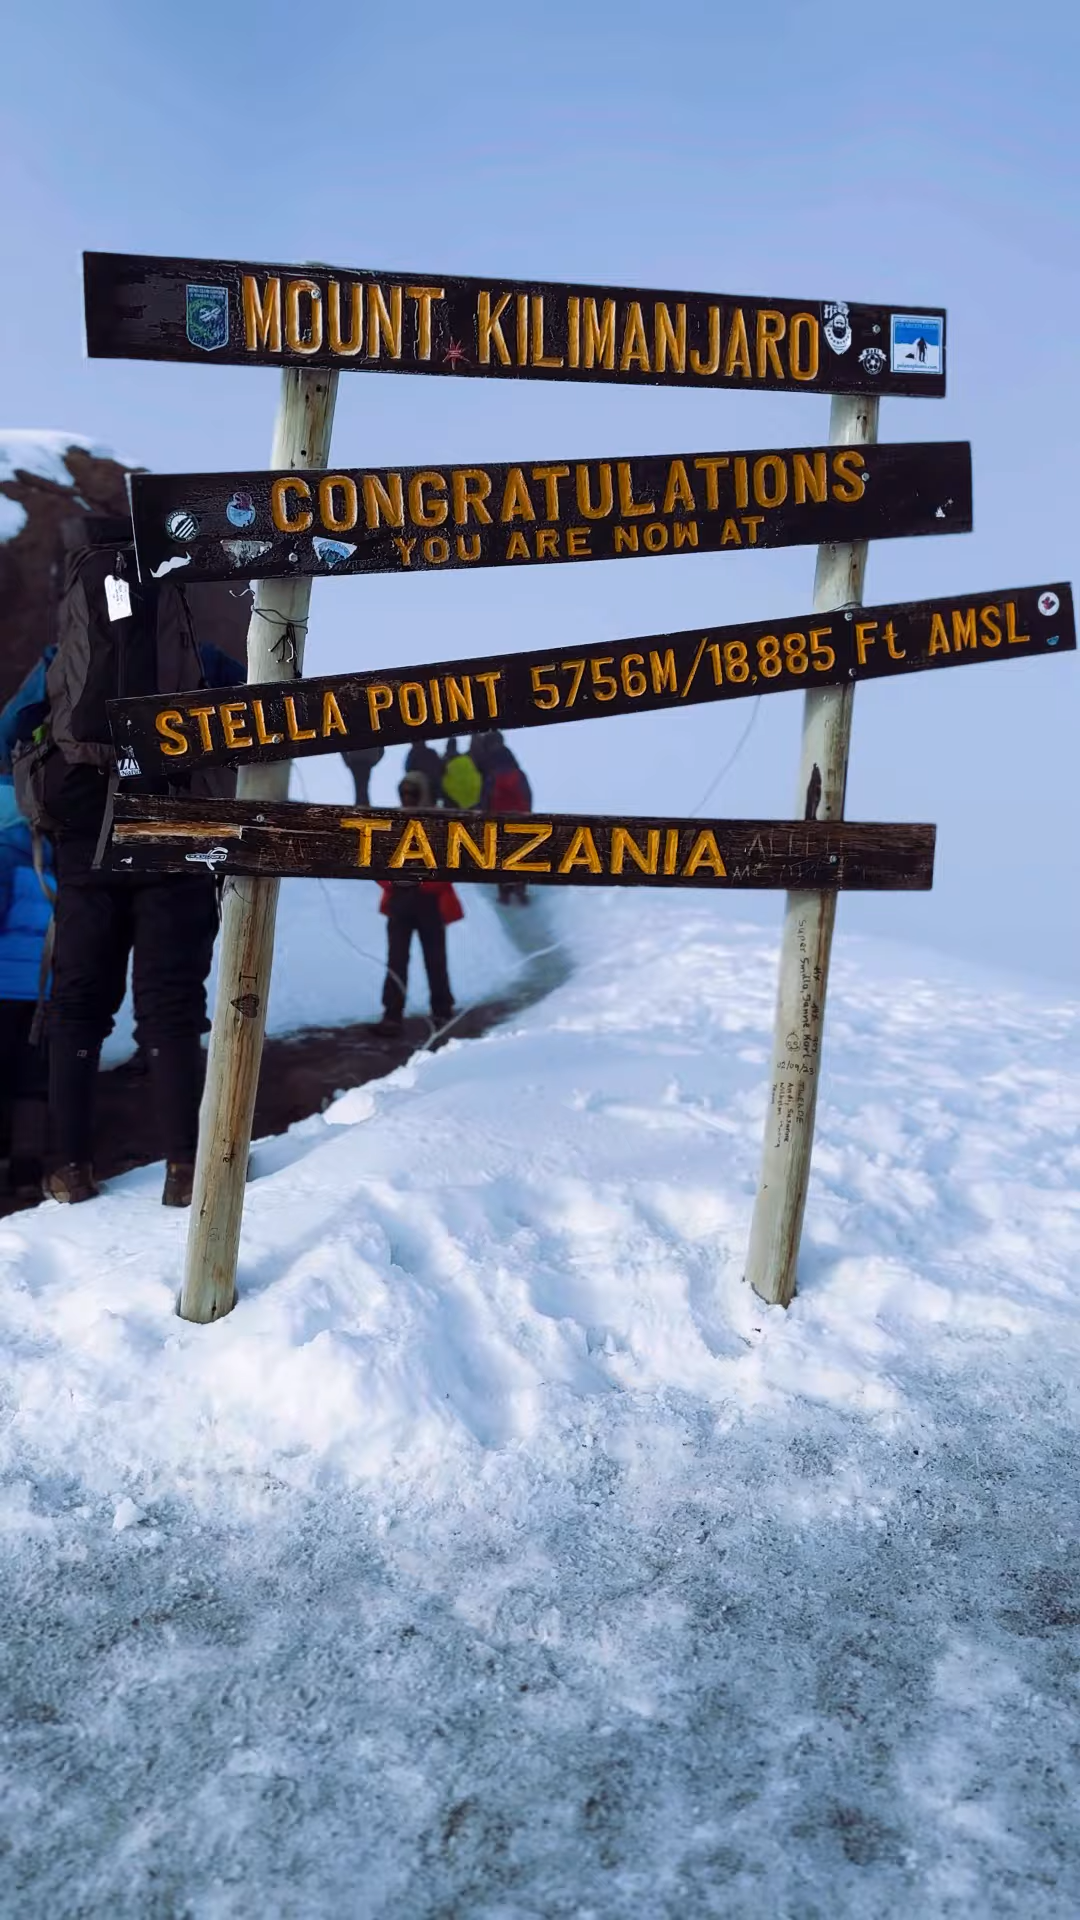 MOUNT KILIMANJARO
CONGRATULATIONS
YOU ARE NOW AT
STELLA POINT 5756M/18,885 Ft AMSL
TANZANIA